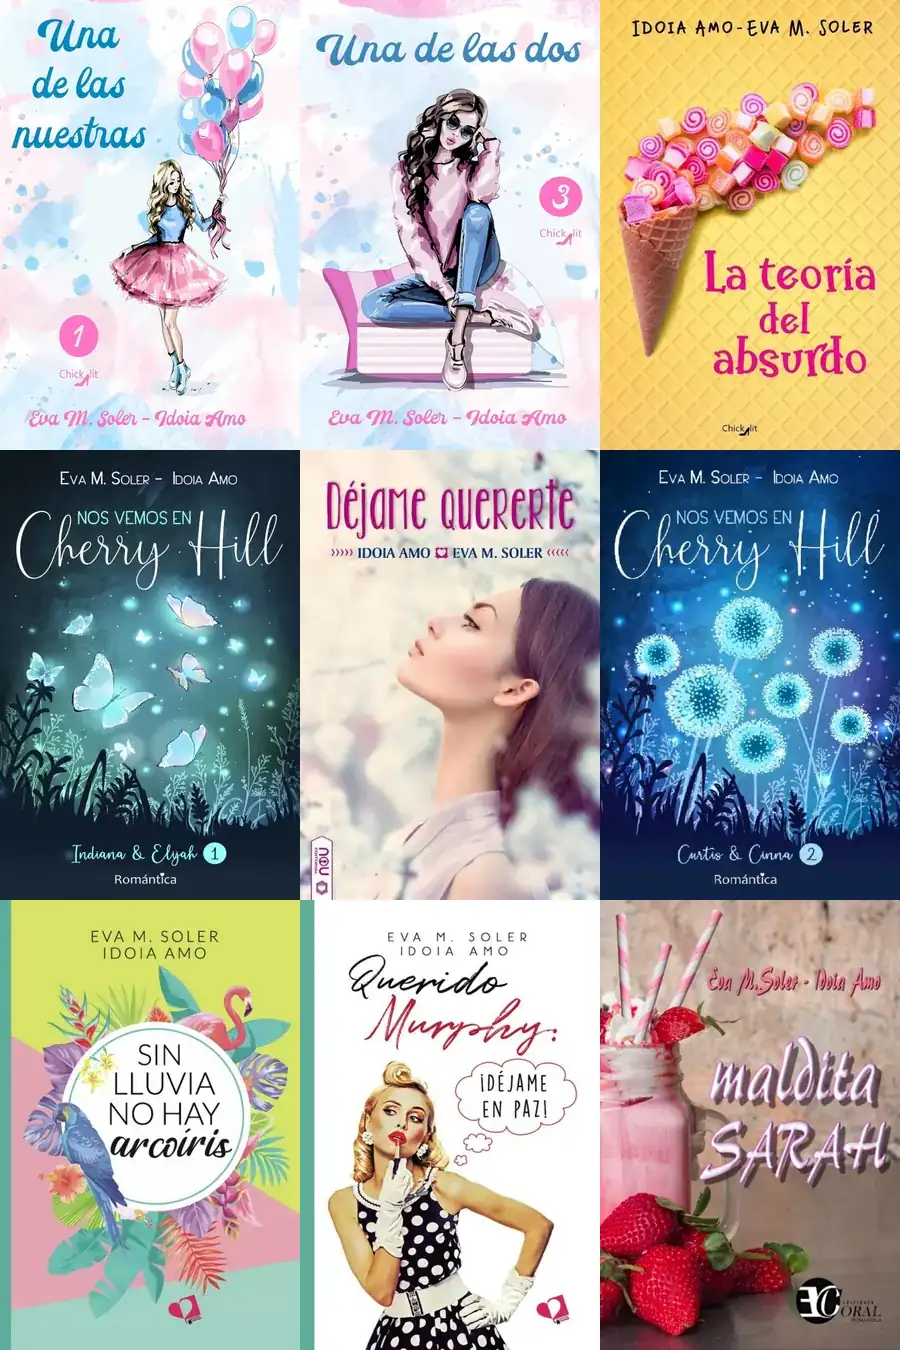 Una
de las
nuestras
1
Chick lit
Eva M. Soler - Idoia Amo
Una de las dos
3
Chick lit
Eva M. Soler - Idoia Amo
IDOIA AMO-EVA M. SOLER
La teoría
del
absurdo
Chick lit
EVA M. SOLER - IDOIA AMO
NOS VEMOS EN
Cherry Hill
Indiana & Elijah 1
Romántica
DÉJAME QUERERTE
››››› IDOIA AMO EVA M. SOLER ‹‹‹‹‹
nou
EVA M. SOLER - IDOIA AMO
NOS VEMOS EN
Cherry Hill
Curtis & Cinna 2
Romántica
EVA M. SOLER
IDOIA AMO
SIN
LLUVIA
NO HAY
arcoíris
EVA M. SOLER
IDOIA AMO
Querido
Murphy:
¡DÉJAME
EN PAZ!
Eva M.Soler - Idoia Amo
maldita
SARAH
EDICIONES
CORAL